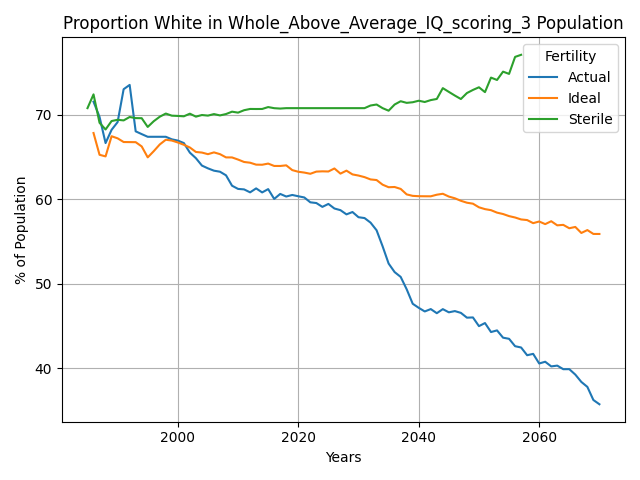 Proportion White in Whole_Above_Average_IQ_scoring_3 Population
Fertility
Actual
Ideal
Sterile
% of Population
70
60
50
40
2000
2020
2040
2060
Years